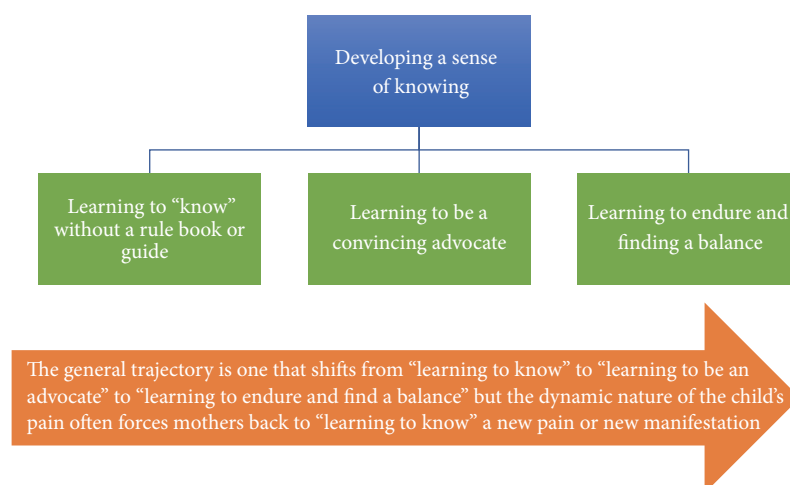 Developing a sense
of knowing
Learning to “know”
without a rule book or
guide
Learning to be a
convincing advocate
Learning to endure and
finding a balance
The general trajectory is one that shifts from “learning to know” to “learning to be an
advocate” to “learning to endure and find a balance” but the dynamic nature of the child’s
pain often forces mothers back to “learning to know” a new pain or new manifestation